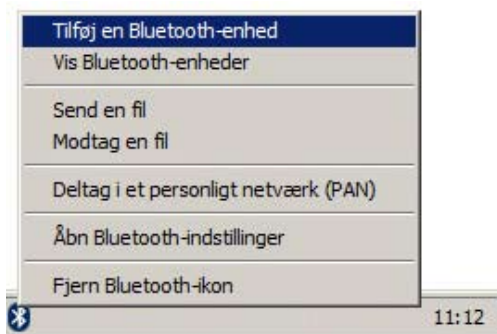 Tilføj en Bluetooth-enhed
Vis Bluetooth-enheder
Send en fil
Modtag en fil
Deltag i et personligt netværk (PAN)
Åbn Bluetooth-indstillinger
Fjern Bluetooth-ikon
11:12